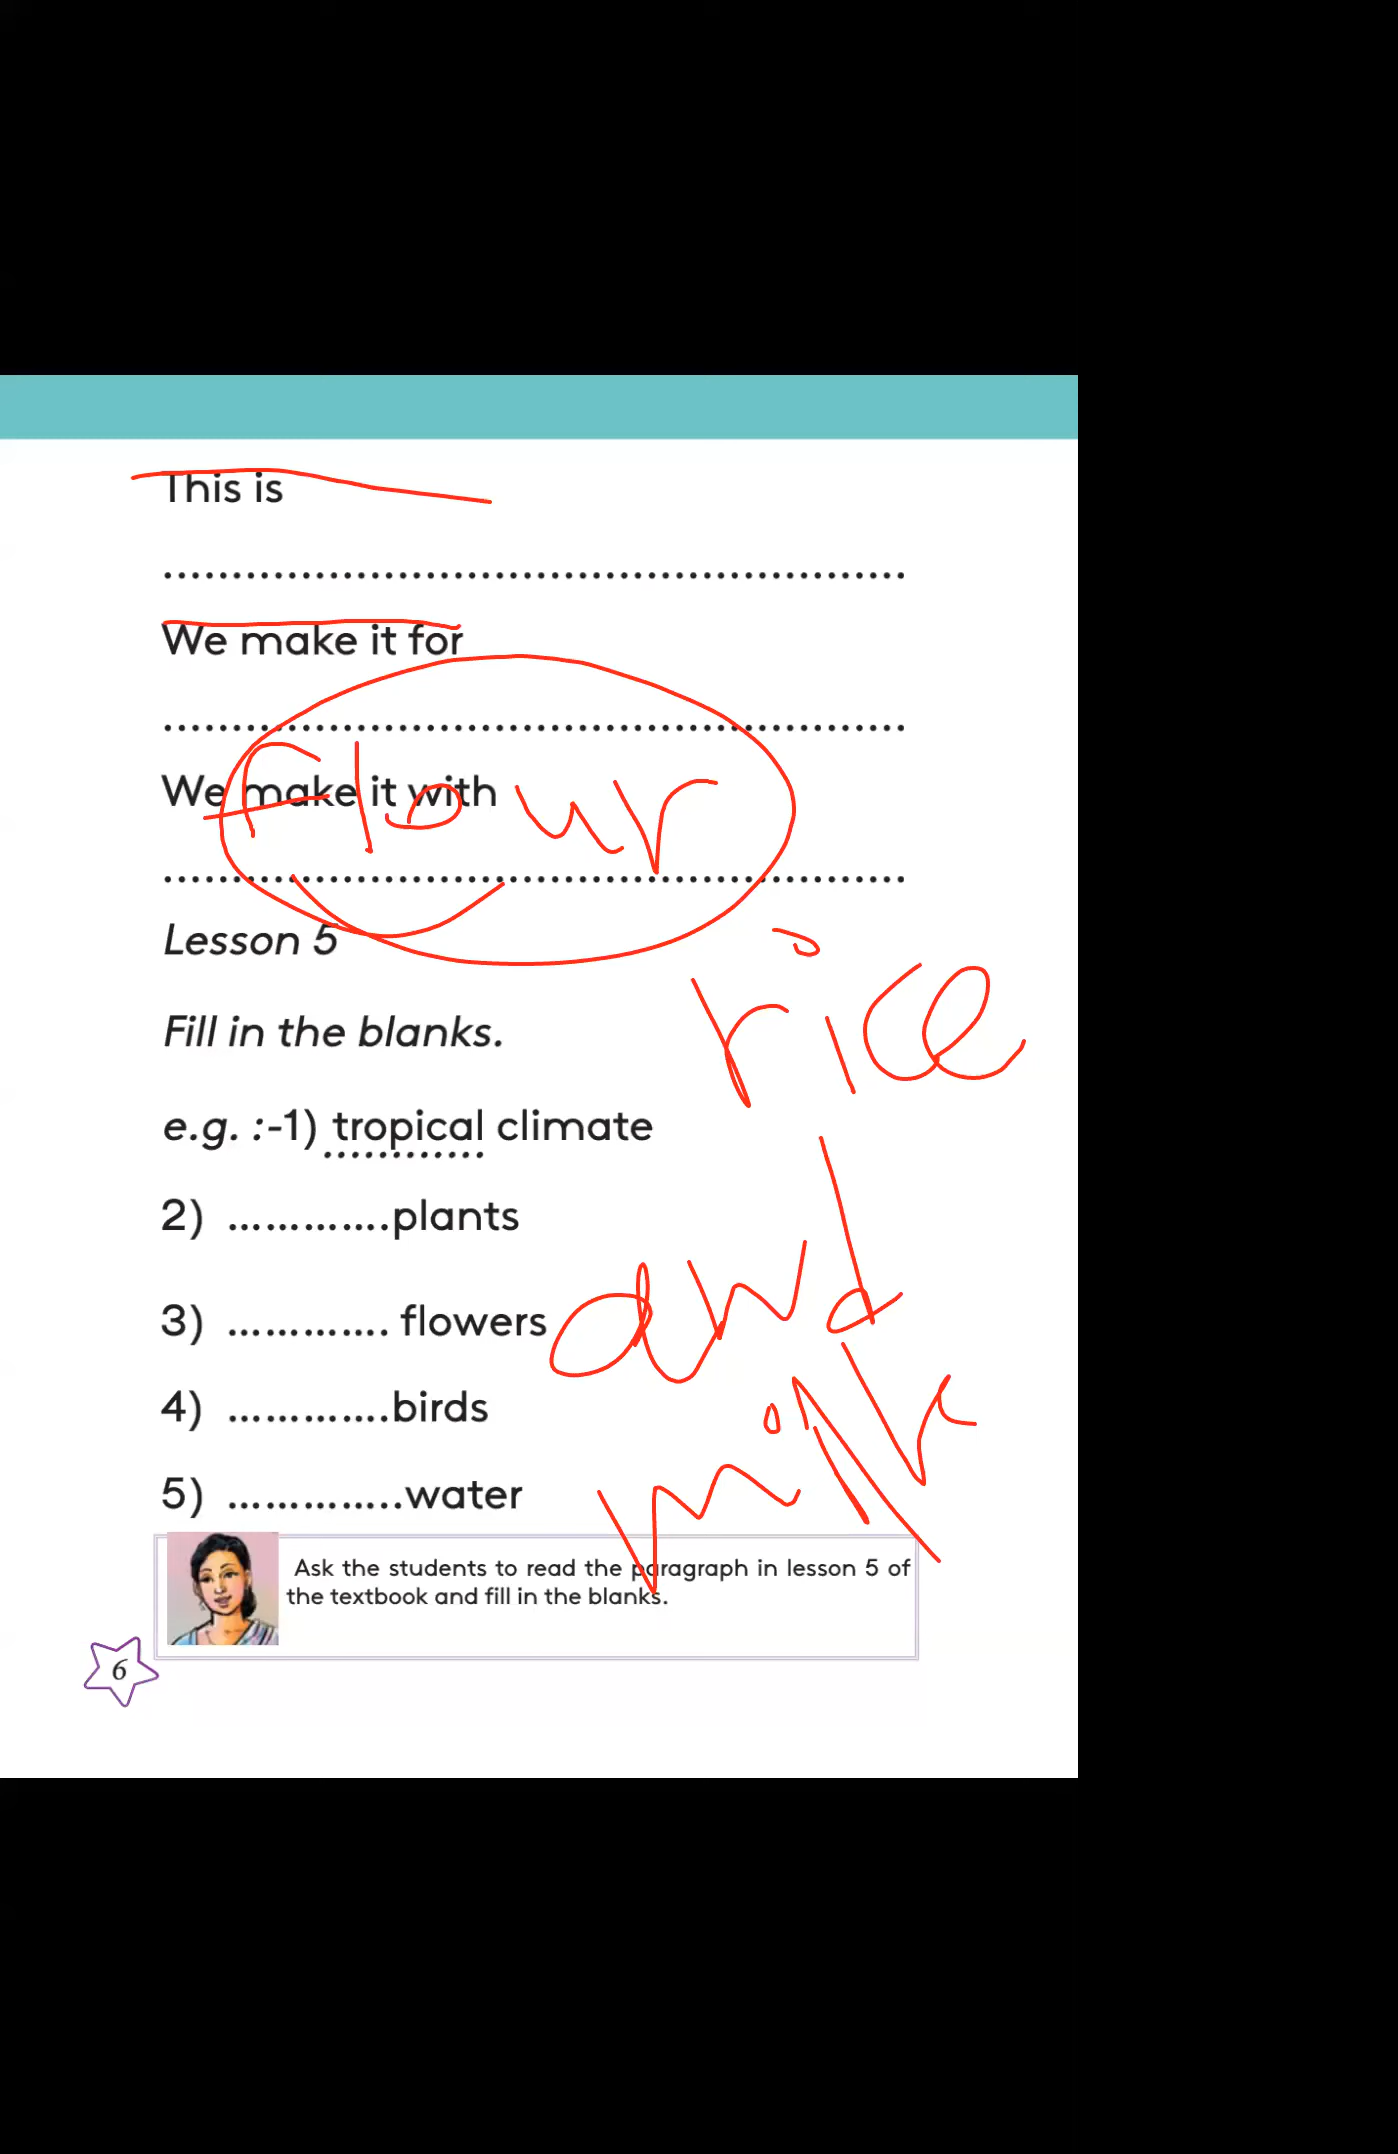 This is
......................................................
We make it for
......................................................
We make it with
flour
......................................................
Lesson 5
rice
Fill in the blanks.
e.g. :-1) tropical climate
and
2) .............plants
3) ............. flowers
4) .............birds
milk
5) ..............water
Ask the students to read the paragraph in lesson 5 of
the textbook and fill in the blanks.
6